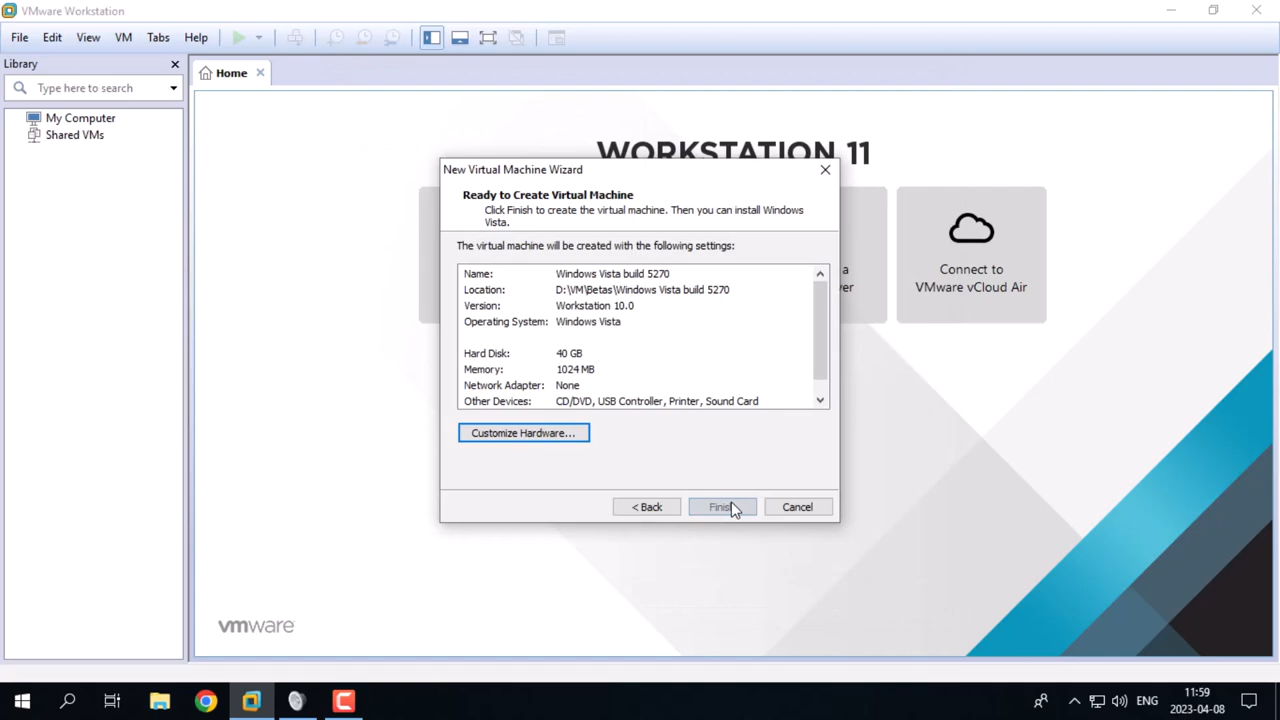 VMware Workstation
File Edit View VM Tabs Help
Library
Home
Type here to search
My Computer
Shared VMs
WORKSTATION 11
New Virtual Machine Wizard
Ready to Create Virtual Machine
Click Finish to create the virtual machine. Then you can install Windows
Vista.
The virtual machine will be created with the following settings:
Name: Windows Vista build 5270
Location: D:\VM\Betas\Windows Vista build 5270
Version: Workstation 10.0
Operating System: Windows Vista
Hard Disk: 40 GB
Memory: 1024 MB
Network Adapter: None
Other Devices: CD/DVD, USB Controller, Printer, Sound Card
Customize Hardware...
< Back Finish Cancel
a
ver
Connect to
VMware vCloud Air
vmware
ENG
11:59
2023-04-08